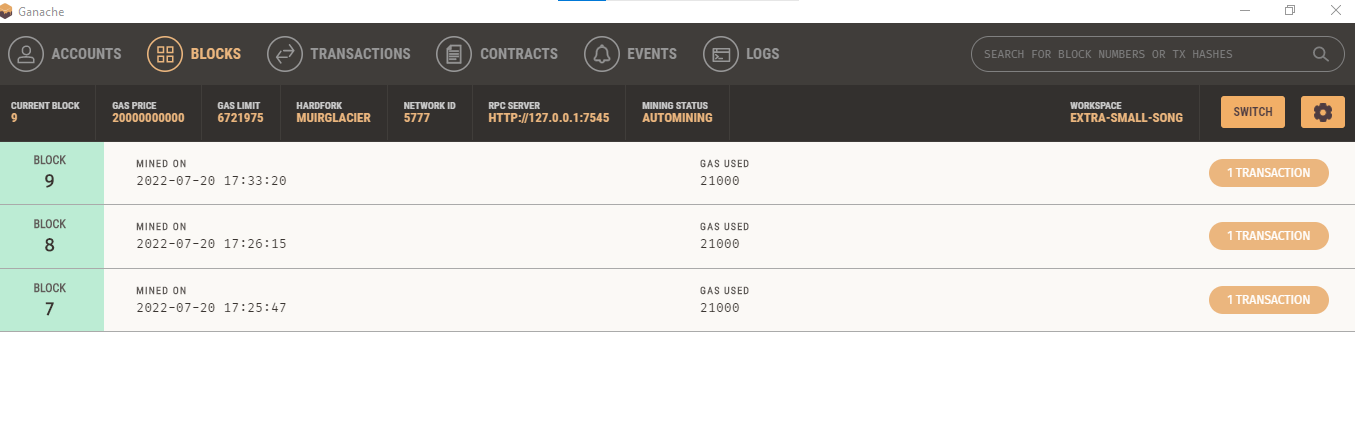 Ganache
ACCOUNTS BLOCKS TRANSACTIONS CONTRACTS EVENTS LOGS SEARCH FOR BLOCK NUMBERS OR TX HASHES
CURRENT BLOCK GAS PRICE GAS LIMIT HARDFORK NETWORK ID RPC SERVER MINING STATUS WORKSPACE
9 20000000000 6721975 MUIRGLACIER 5777 HTTP://127.0.0.1:7545 AUTOMINING EXTRA-SMALL-SONG SWITCH
BLOCK MINED ON GAS USED
9 2022-07-20 17:33:20 21000 1 TRANSACTION
BLOCK MINED ON GAS USED
8 2022-07-20 17:26:15 21000 1 TRANSACTION
BLOCK MINED ON GAS USED
7 2022-07-20 17:25:47 21000 1 TRANSACTION